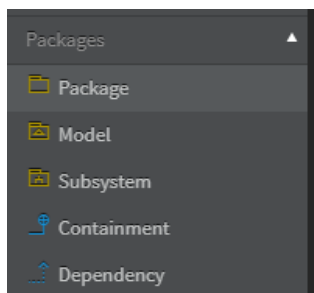 Packages
Package
Model
Subsystem
Containment
Dependency